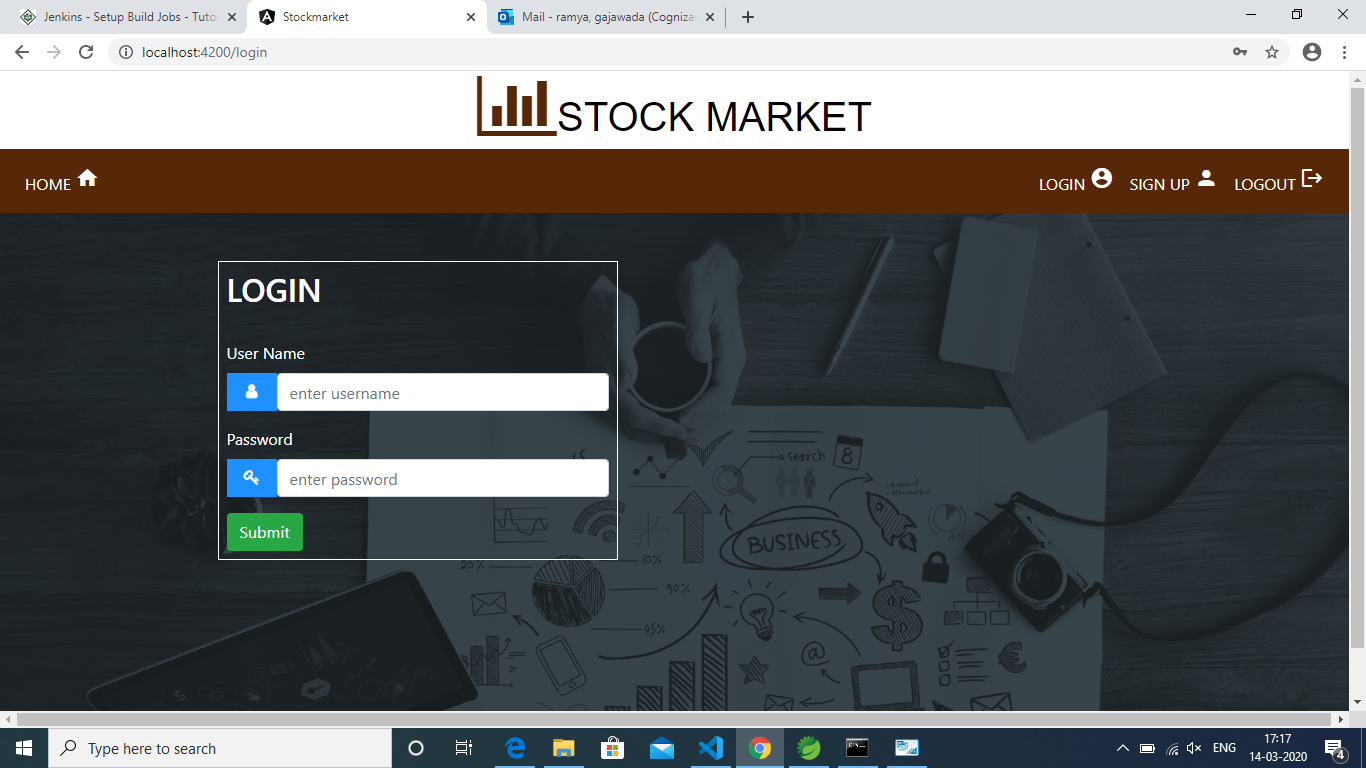 Jenkins - Setup Build Jobs - Tutor
Stockmarket
Mail - ramya, gajawada (Cogniza
localhost:4200/login
STOCK MARKET
HOME
LOGIN
SIGN UP
LOGOUT
LOGIN
User Name
enter username
Password
enter password
Submit
search
8
BUSINESS
15%
20%
10%
30%
45%
Type here to search
ENG
17:17
14-03-2020
4